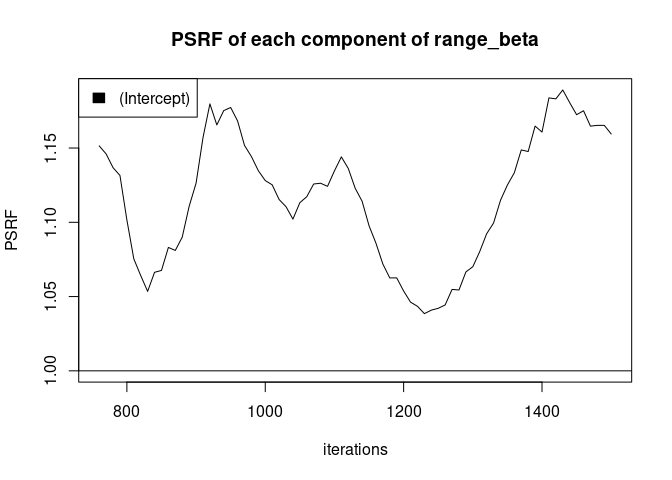 PSRF of each component of range_beta
(Intercept)
PSRF
1.15
1.10
1.05
1.00
800 1000 1200 1400
iterations